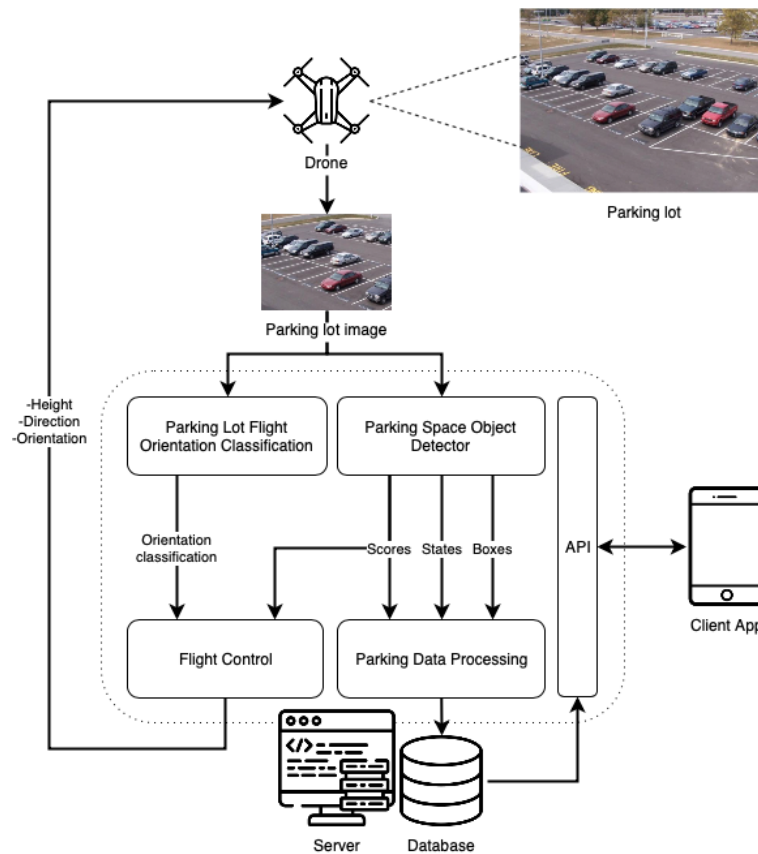 Drone
Parking lot
Parking lot image
-Height
-Direction
-Orientation
Parking Lot Flight
Orientation Classification
Parking Space Object
Detector
Orientation
classification
Scores
States
Boxes
API
Flight Control
Parking Data Processing
Client App
Server
Database